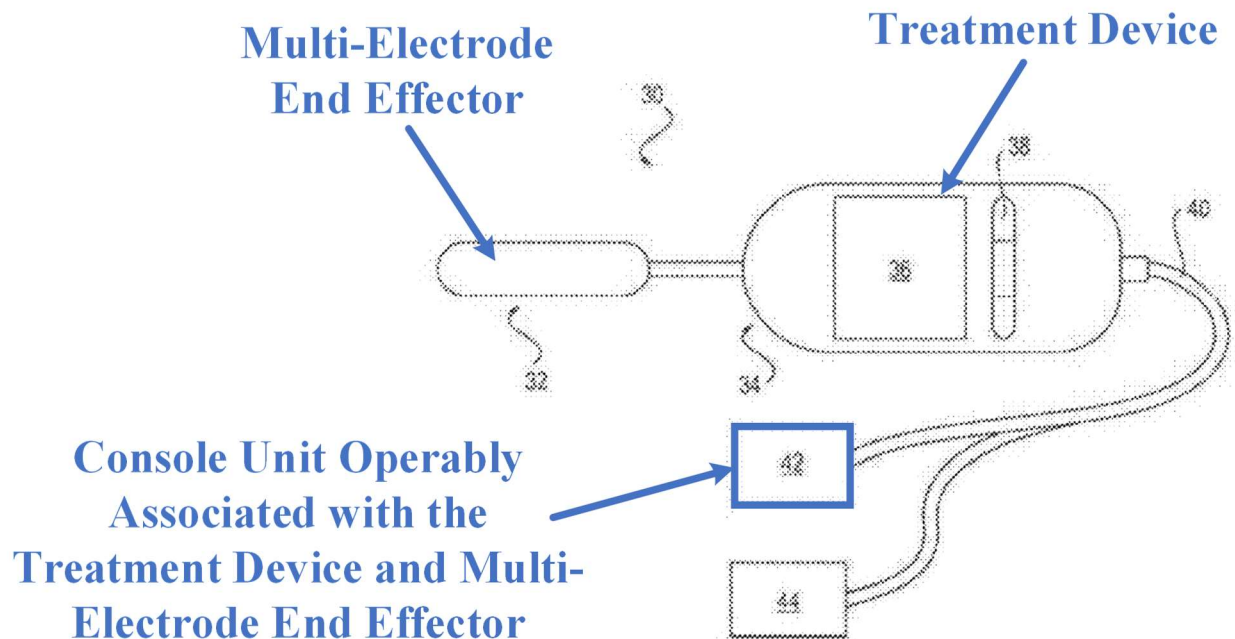 Multi-Electrode
End Effector
Treatment Device
30
38
40
36
32
34
Console Unit Operably
Associated with the
Treatment Device and Multi-
Electrode End Effector
42
44